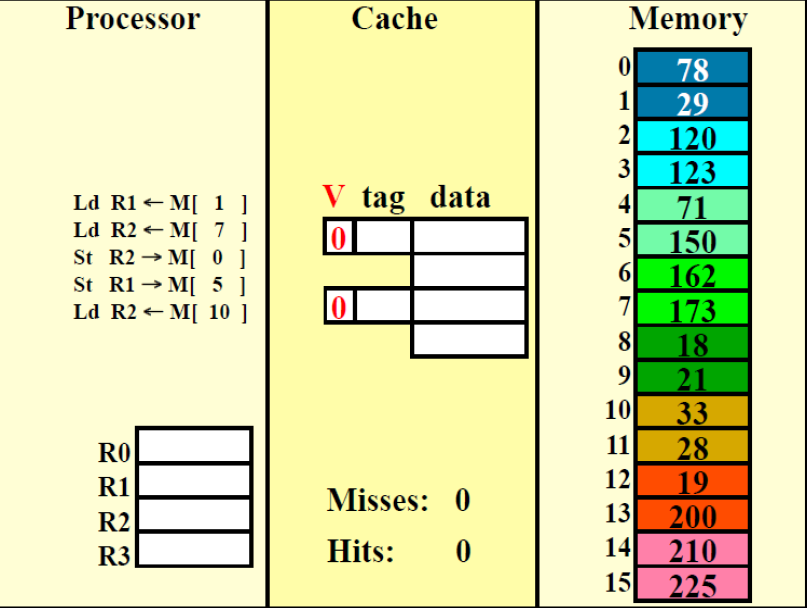 Processor
Ld R1 ← M[ 1 ]
Ld R2 ← M[ 7 ]
St R2 → M[ 0 ]
St R1 → M[ 5 ]
Ld R2 ← M[ 10 ]
R0
R1
R2
R3
Cache
V tag data
0
0
Misses: 0
Hits: 0
Memory
0 78
1 29
2 120
3 123
4 71
5 150
6 162
7 173
8 18
9 21
10 33
11 28
12 19
13 200
14 210
15 225